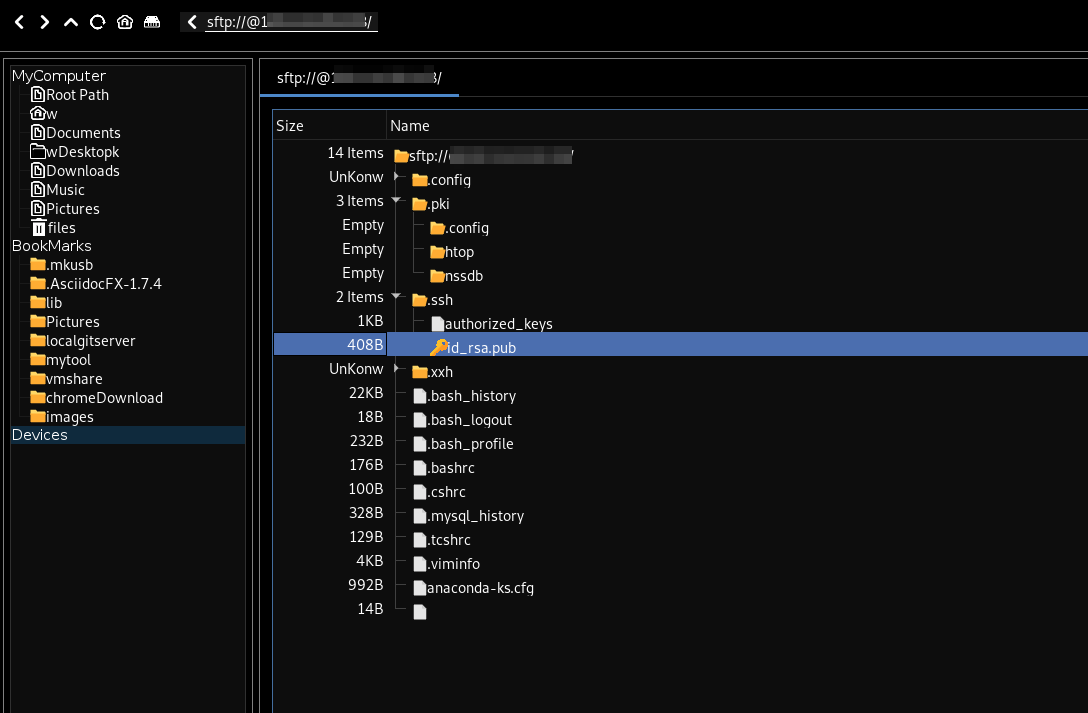 sftp://@1 3/
MyComputer
Root Path
w
Documents
wDesktopk
Downloads
Music
Pictures
files
BookMarks
.mkusb
.AsciidocFX-1.7.4
lib
Pictures
localgitserver
mytool
vmshare
chromeDownload
images
Devices
sftp://@1 3/
Size Name
14 Items sftp:// /
UnKonw .config
3 Items .pki
Empty .config
Empty htop
Empty nssdb
2 Items .ssh
1KB authorized_keys
408B id_rsa.pub
UnKonw .xxh
22KB .bash_history
18B .bash_logout
232B .bash_profile
176B .bashrc
100B .cshrc
328B .mysql_history
129B .tcshrc
4KB .viminfo
992B anaconda-ks.cfg
14B